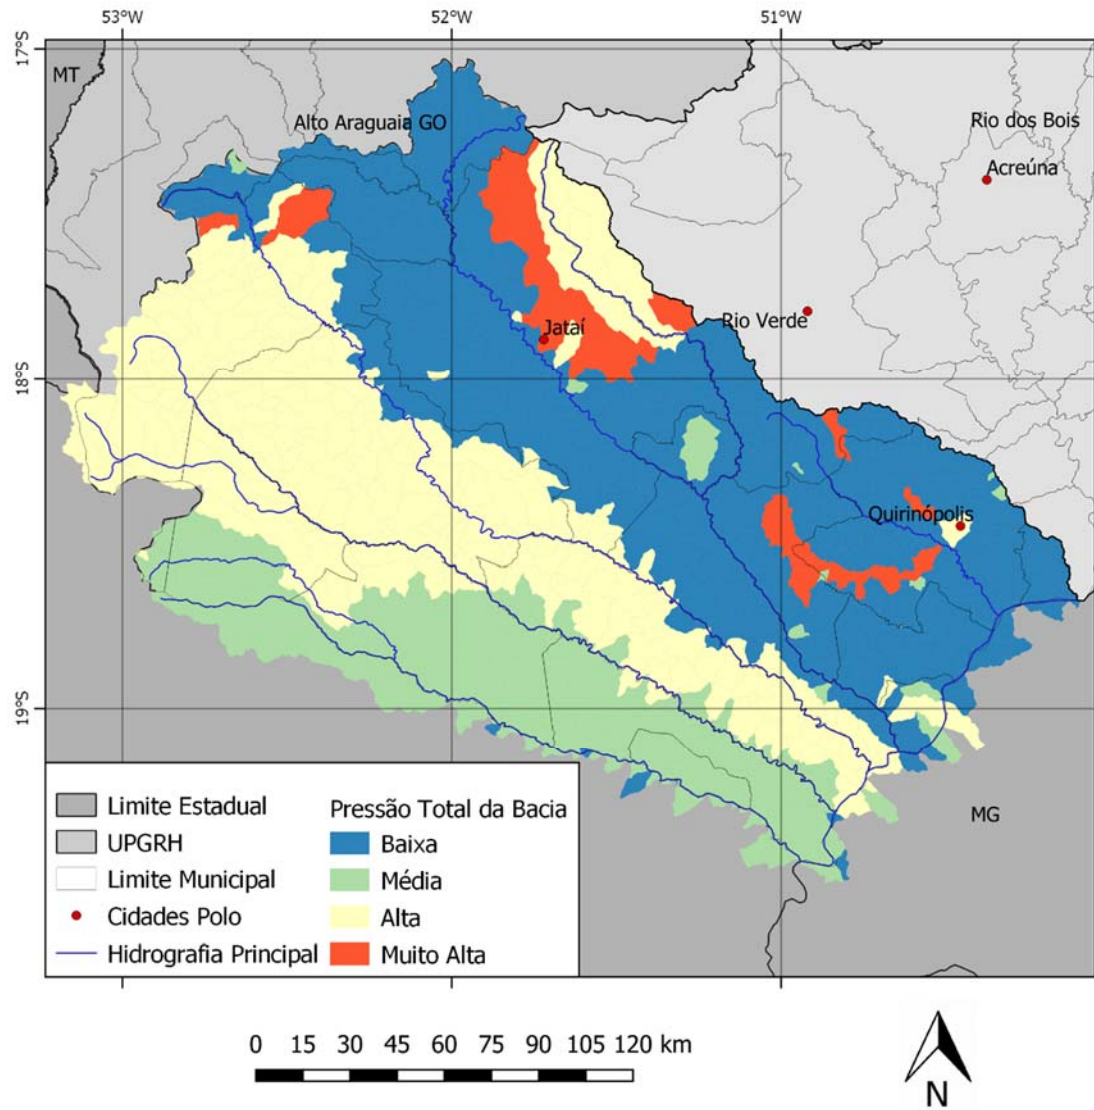 53°W
52°W
51°W
17°S
MT
Alto Araguaia GO
Rio dos Bois
Acreúna
Rio Verde
Jataí
18°S
Quirinópolis
19°S
MG
Limite Estadual
UPGRH
Limite Municipal
Cidades Polo
Hidrografia Principal
Pressão Total da Bacia
Baixa
Média
Alta
Muito Alta
0 15 30 45 60 75 90 105 120 km
N